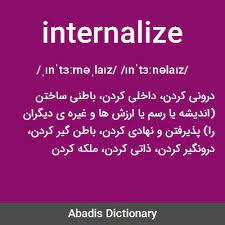 internalize
/ˌɪnˈtɜːrnəˌlaɪz/ /ɪnˈtɜːnəlaɪz/
درونی کردن، داخلی کردن، باطنی ساختن
(اندیشه یا رسم یا ارزش ها و غیره ی دیگران
را) پذیرفتن و نهادی کردن، باطن گیر کردن،
درونگیر کردن، ذاتی کردن، ملکه کردن
Abadis Dictionary